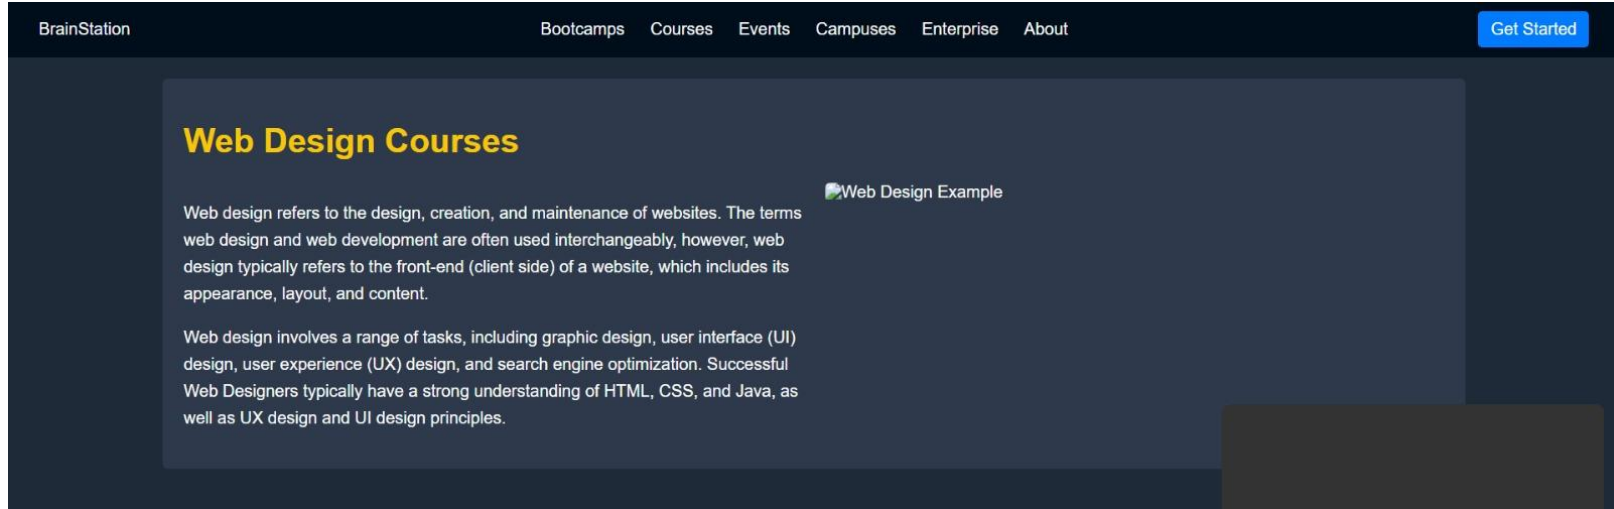 BrainStation Bootcamps Courses Events Campuses Enterprise About Get Started
Web Design Courses
Web design refers to the design, creation, and maintenance of websites. The terms
web design and web development are often used interchangeably, however, web
design typically refers to the front-end (client side) of a website, which includes its
appearance, layout, and content.
Web design involves a range of tasks, including graphic design, user interface (UI)
design, user experience (UX) design, and search engine optimization. Successful
Web Designers typically have a strong understanding of HTML, CSS, and Java, as
well as UX design and UI design principles.
Web Design Example